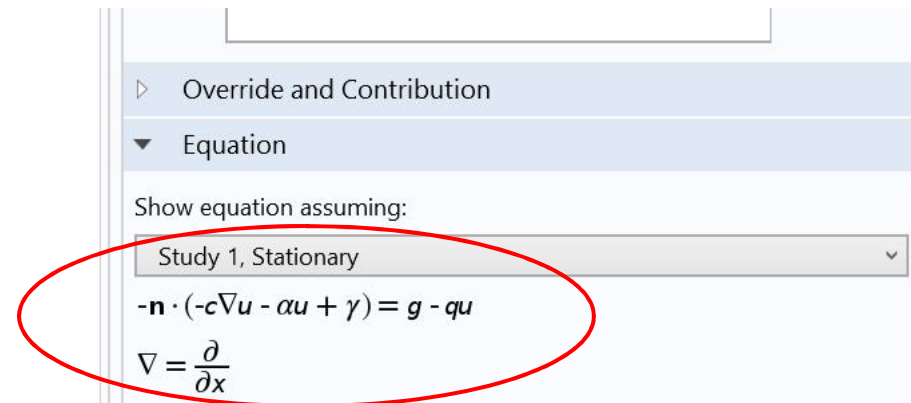 Override and Contribution
Equation
Show equation assuming:
Study 1, Stationary
-n · (-c∇u - αu + γ) = g - qu
∇ = ∂/∂x